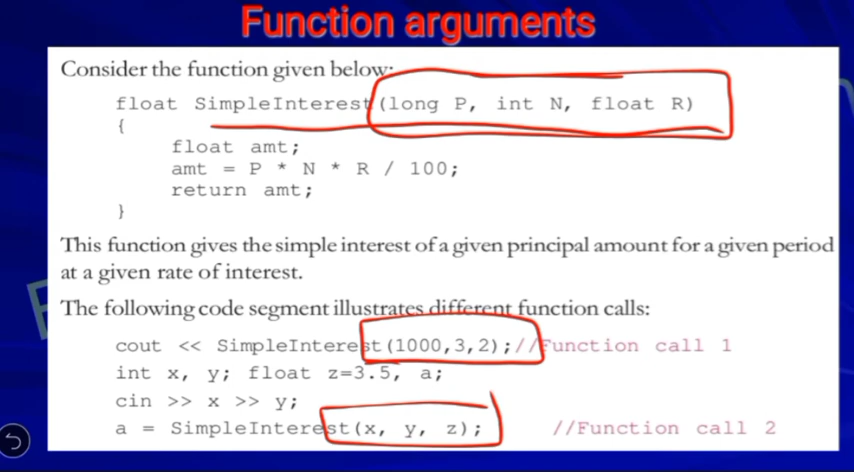 Function arguments
Consider the function given below:
float SimpleInterest(long P, int N, float R)
{
float amt;
amt = P * N * R / 100;
return amt;
}
This function gives the simple interest of a given principal amount for a given period
at a given rate of interest.
The following code segment illustrates different function calls:
cout << SimpleInterest(1000,3,2);//Function call 1
int x, y; float z=3.5, a;
cin >> x >> y;
a = SimpleInterest(x, y, z); //Function call 2